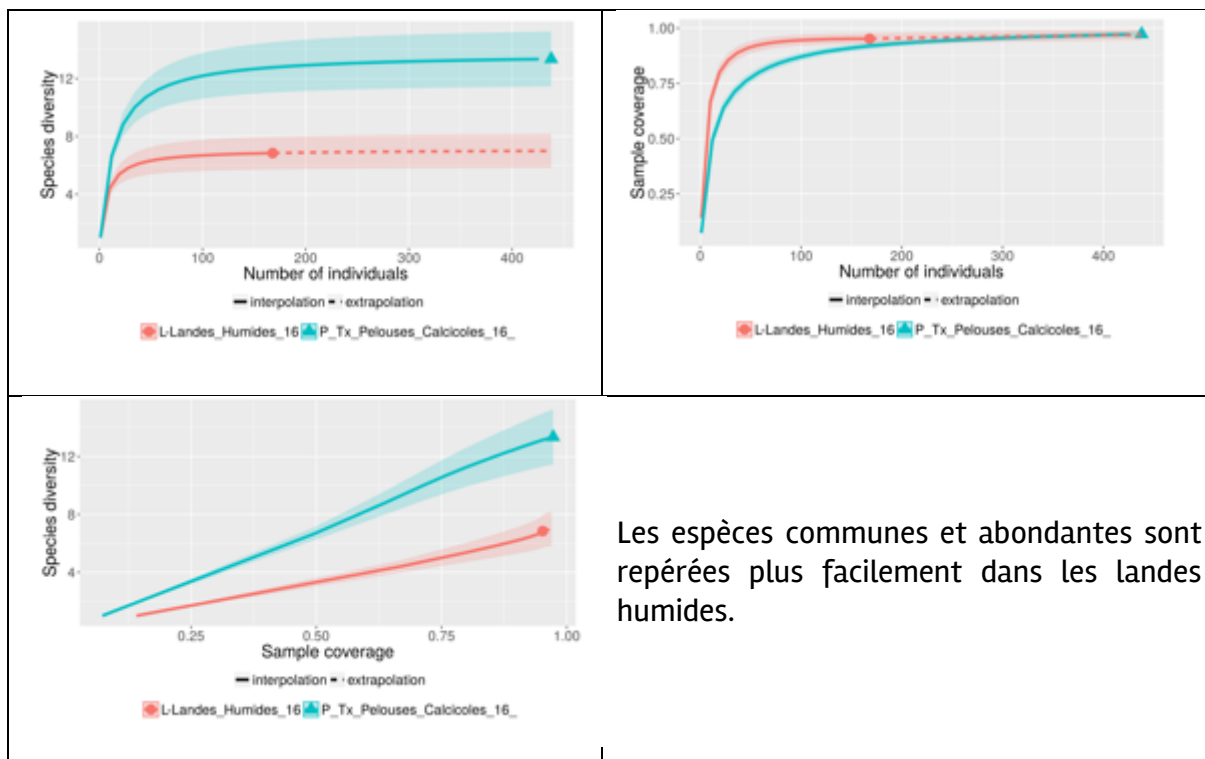 Species diversity
12
8
4
0 100 200 300 400
Number of individuals
interpolation extrapolation
L-Landes_Humides_16 P_Tx_Pelouses_Calcicoles_16_
Sample coverage
1.00
0.75
0.50
0.25
0 100 200 300 400
Number of individuals
interpolation extrapolation
L-Landes_Humides_16 P_Tx_Pelouses_Calcicoles_16_
Species diversity
12
8
4
0.25 0.50 0.75 1.00
Sample coverage
interpolation extrapolation
L-Landes_Humides_16 P_Tx_Pelouses_Calcicoles_16_
Les espèces communes et abondantes sont
repérées plus facilement dans les landes
humides.